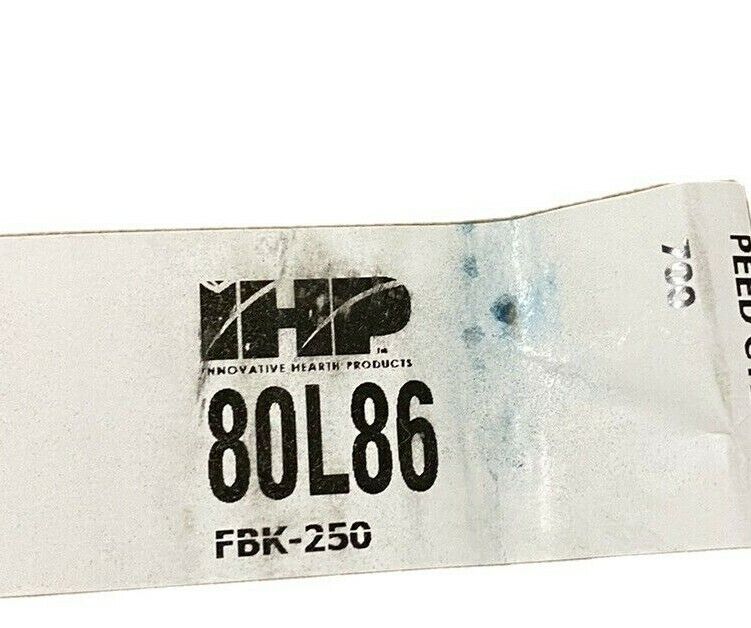 IHP
INNOVATIVE HEARTH PRODUCTS
80L86
FBK-250